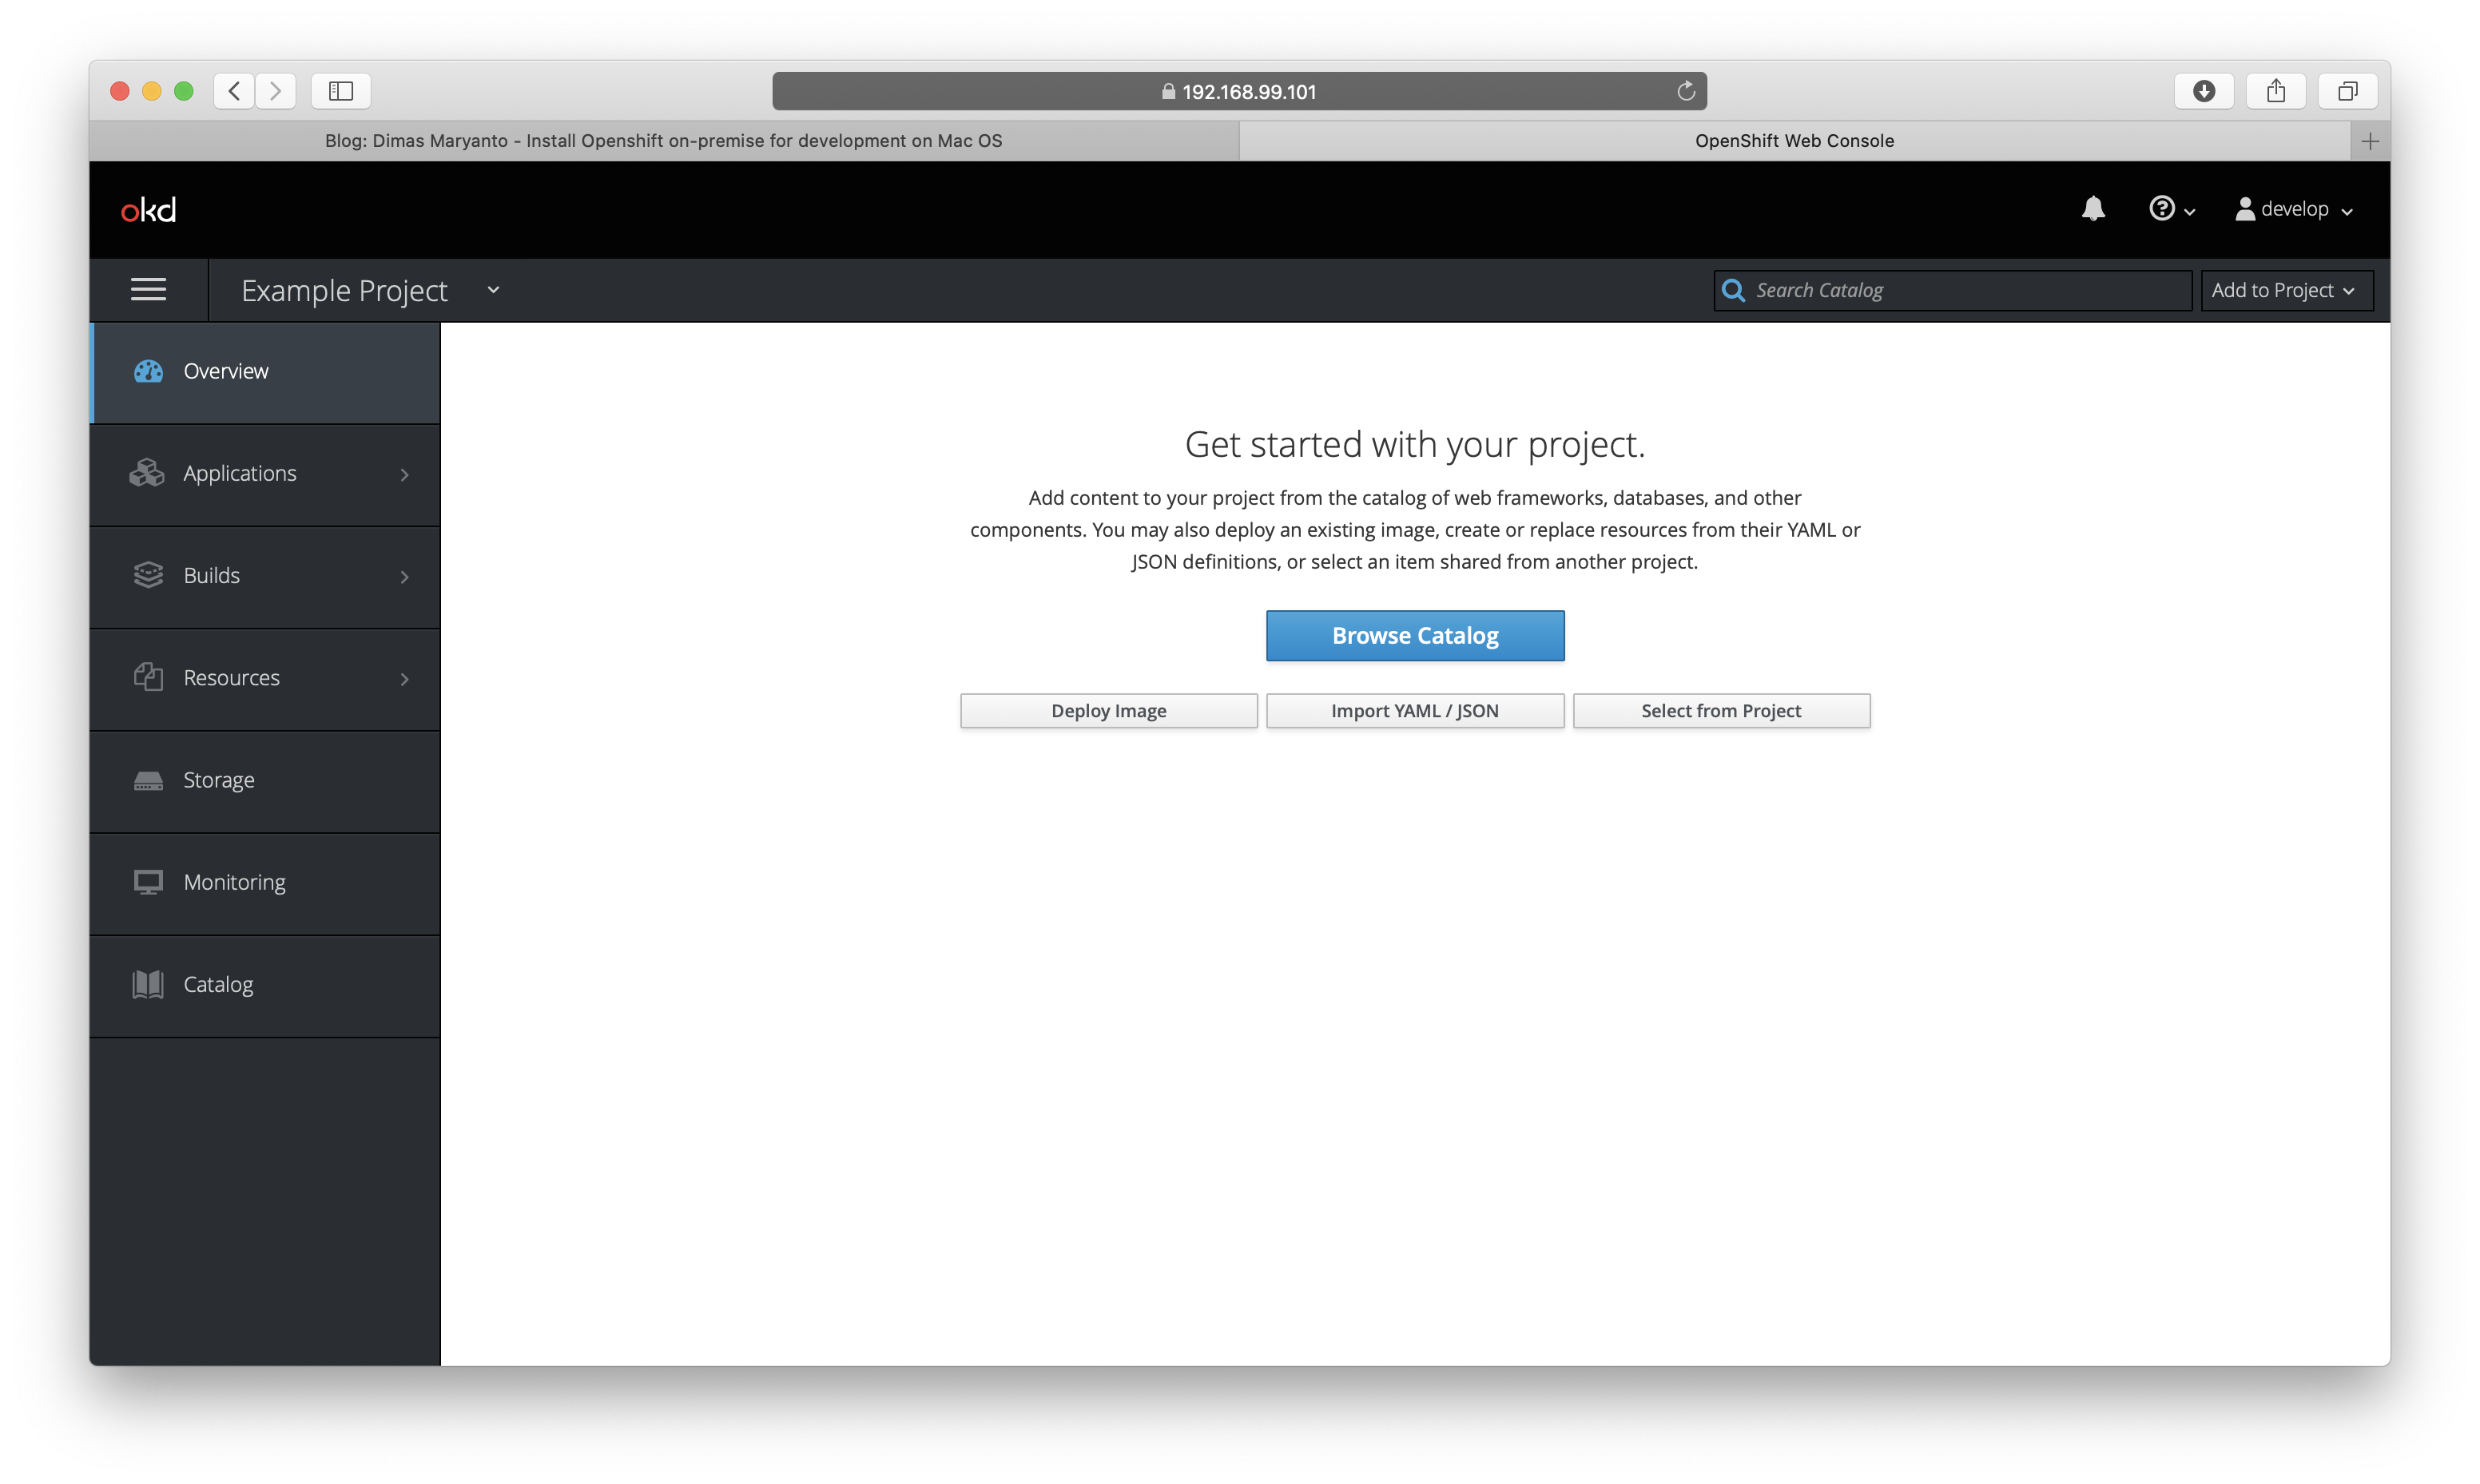 192.168.99.101
Blog: Dimas Maryanto - Install Openshift on-premise for development on Mac OS
OpenShift Web Console
okd
develop
Example Project
Search Catalog
Add to Project
Overview
Applications
Builds
Resources
Storage
Monitoring
Catalog
Get started with your project.
Add content to your project from the catalog of web frameworks, databases, and other
components. You may also deploy an existing image, create or replace resources from their YAML or
JSON definitions, or select an item shared from another project.
Browse Catalog
Deploy Image
Import YAML / JSON
Select from Project